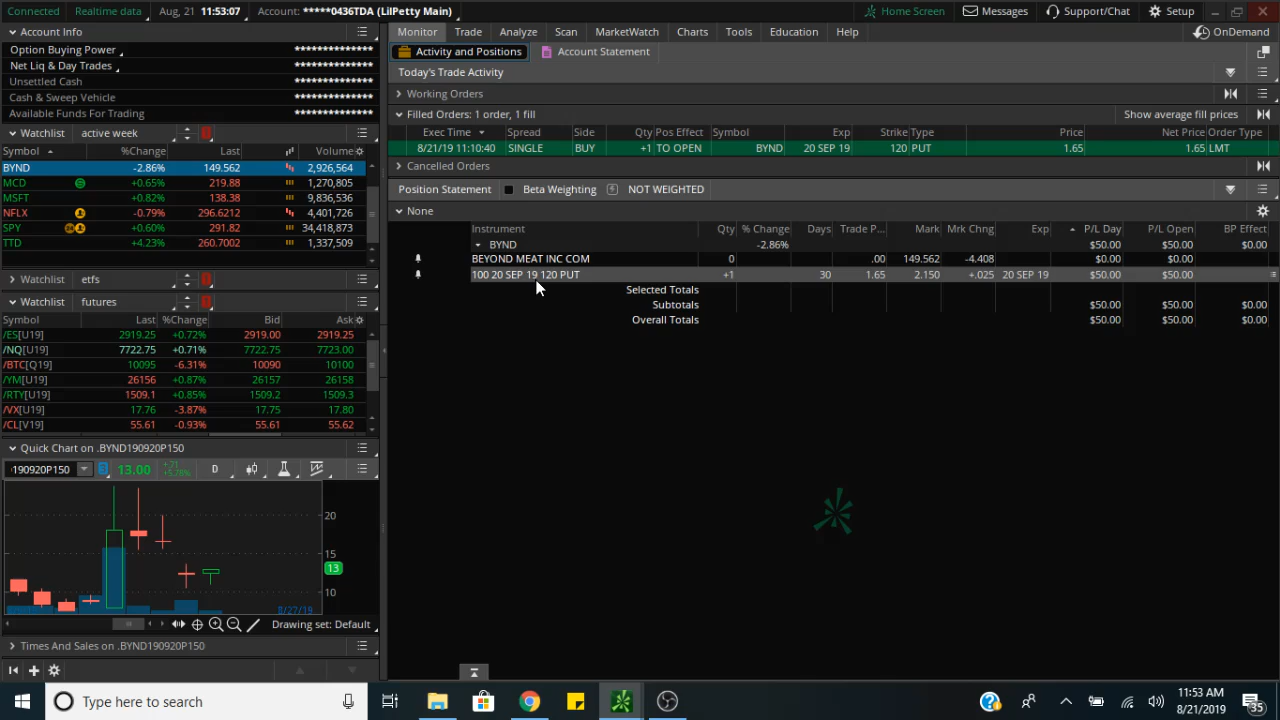 Connected Realtime data Aug, 21 11:53:07 Account: *****0436TDA (LilPetty Main) Home Screen Messages Support/Chat Setup
Account Info
Option Buying Power **************
Net Liq & Day Trades **************
Unsettled Cash **************
Cash & Sweep Vehicle **************
Available Funds For Trading **************
Watchlist active week
Symbol %Change Last Volume
BYND -2.86% 149.562 2,926,564
MCD +0.65% 219.88 1,270,805
MSFT +0.82% 138.38 9,836,536
NFLX -0.79% 296.6212 4,401,726
SPY +0.60% 291.82 34,418,873
TTD +4.23% 260.7002 1,337,509
Watchlist etfs
Watchlist futures
Symbol Last %Change Bid Ask
/ES[U19] 2919.25 +0.72% 2919.00 2919.25
/NQ[U19] 7722.75 +0.71% 7722.75 7723.00
/BTC[Q19] 10095 -6.31% 10090 10100
/YM[U19] 26156 +0.87% 26157 26158
/RTY[U19] 1509.1 +0.85% 1509.2 1509.3
/VX[U19] 17.76 -3.87% 17.75 17.80
/CL[V19] 55.61 -0.93% 55.61 55.62
Quick Chart on .BYND190920P150
190920P150 3 13.00 D
20
15
13
10
8/27/19
Drawing set: Default
Times And Sales on .BYND190920P150
Monitor Trade Analyze Scan MarketWatch Charts Tools Education Help OnDemand
Activity and Positions Account Statement
Today's Trade Activity
Working Orders
Filled Orders: 1 order, 1 fill Show average fill prices
Exec Time Spread Side Qty Pos Effect Symbol Exp Strike TYPE Price Net Price Order Type
8/21/19 11:10:40 SINGLE BUY +1 TO OPEN BYND 20 SEP 19 120 PUT 1.65 1.65 LMT
Cancelled Orders
Position Statement Beta Weighting NOT WEIGHTED
None
Instrument Qty % Change Days Trade P... Mark Mrk Chng Exp P/L Day P/L Open BP Effect
BYND -2.86% $50.00 $50.00 $0.00
BEYOND MEAT INC COM 0 .00 149.562 -4.408 $0.00 $0.00
100 20 SEP 19 120 PUT +1 30 1.65 2.150 +.025 20 SEP 19 $50.00 $50.00
Selected Totals
Subtotals $50.00 $50.00 $0.00
Overall Totals $50.00 $50.00 $0.00
Type here to search
11:53 AM
8/21/2019
35